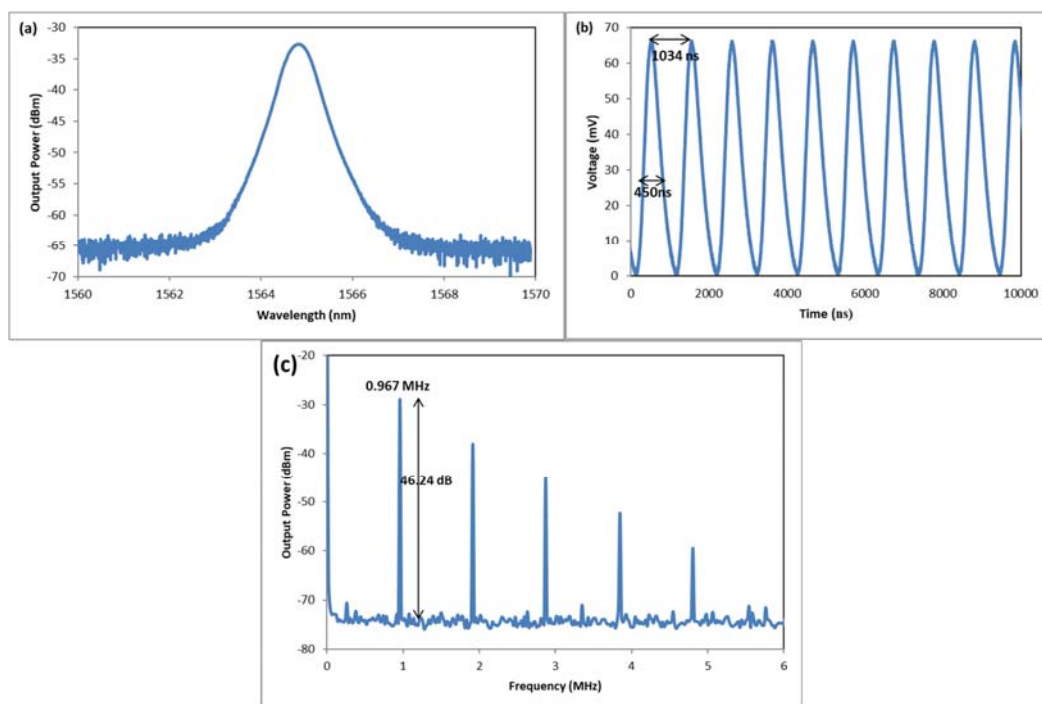 (a)
-30
-35
-40
-45
-50
-55
-60
-65
-70
Output Power (dBm)
1560 1562 1564 1566 1568 1570
Wavelength (nm)
(b)
70
60
50
40
30
20
10
0
Voltage (mV)
1034 ns
450ns
0 2000 4000 6000 8000 10000
Time (ns)
(c)
-20
-30
-40
-50
-60
-70
-80
Output Power (dBm)
0.967 MHz
46.24 dB
0 1 2 3 4 5 6
Frequency (MHz)